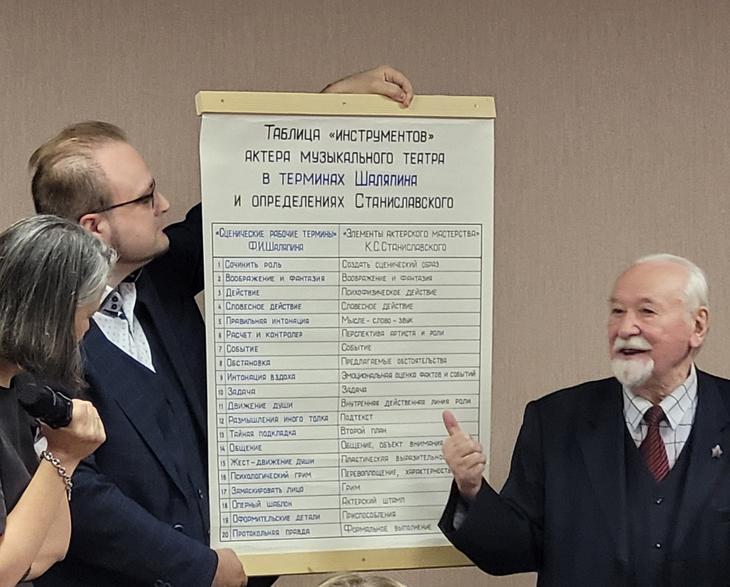 Таблица «инструментов»
актера музыкального театра
в терминах Шаляпина
и определениях Станиславского
«Сценические рабочие термины» Ф.И.Шаляпина «Элементы актерского мастерства» К.С.Станиславского
1 Сочинить роль Создать сценический образ
2 Воображение и фантазия Воображение и фантазия
3 Действие Психофизическое действие
4 Словесное действие Словесное действие
5 Правильная интонация Мысле - слово - звук
6 Расчет и контролер Перспектива артиста и роли
7 Событие Событие
8 Обстановка Предлагаемые обстоятельства
9 Интонация вздоха Эмоциональная оценка фактов и событий
10 Задача Задача
11 Движение души Внутренняя действенная линия роли
12 Размышления иного толка Подтекст
13 Тайная подкладка Второй план
14 Общение Общение, объект внимания
15 Жест-движение души Пластическая
16 Психологический грим Перевоплощение,
17 Замаскировать лицо Грим
18 Оперный шаблон Актерский штамп
19 Оформительские детали Приспособления
20 Протокольная правда Формальное выполнение